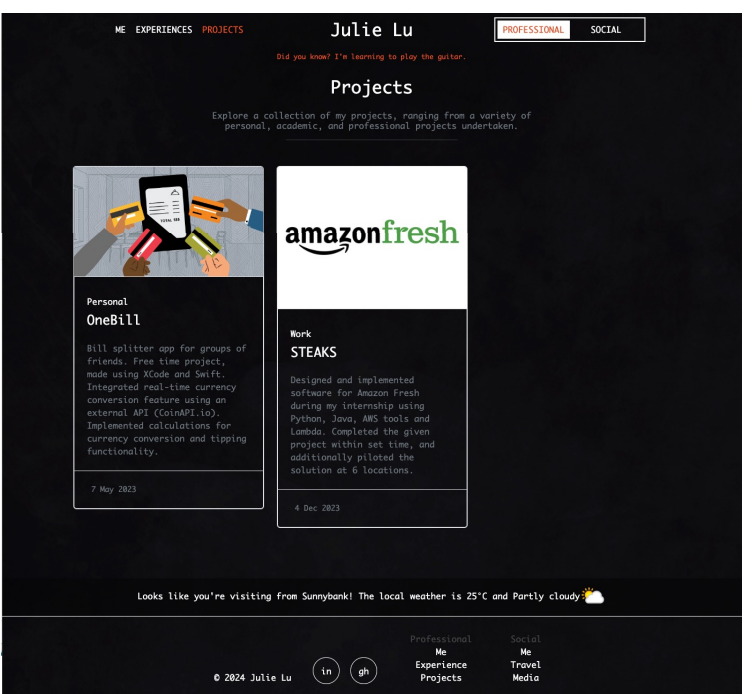 ME EXPERIENCES PROJECTS
Julie Lu
PROFESSIONAL SOCIAL
Did you know? I'm learning to play the guitar.
Projects
Explore a collection of my projects, ranging from a variety of
personal, academic, and professional projects undertaken.
Personal
OneBill
Bill splitter app for groups of
friends. Free time project,
made using XCode and Swift.
Integrated real-time currency
conversion feature using an
external API (CoinAPI.io).
Implemented calculations for
currency conversion and tipping
functionality.
7 May 2023
amazonfresh
Work
STEAKS
Designed and implemented
software for Amazon Fresh
during my internship using
Python, Java, AWS tools and
Lambda. Completed the given
project within set time, and
additionally piloted the
solution at 6 locations.
4 Dec 2023
Looks like you're visiting from Sunnybank! The local weather is 25°C and Partly cloudy
© 2024 Julie Lu
in
gh
Professional
Me
Experience
Projects
Social
Me
Travel
Media